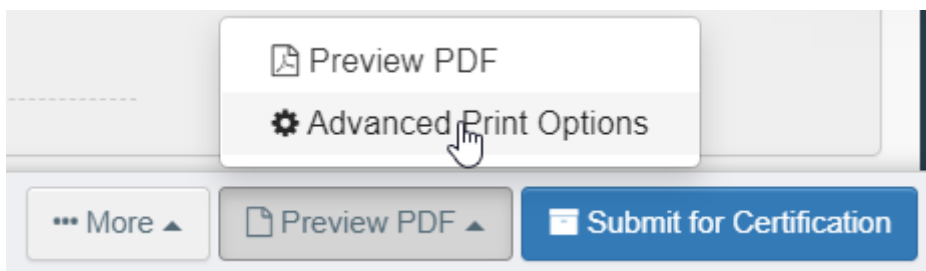 Preview PDF
Advanced Print Options
More
Preview PDF
Submit for Certification